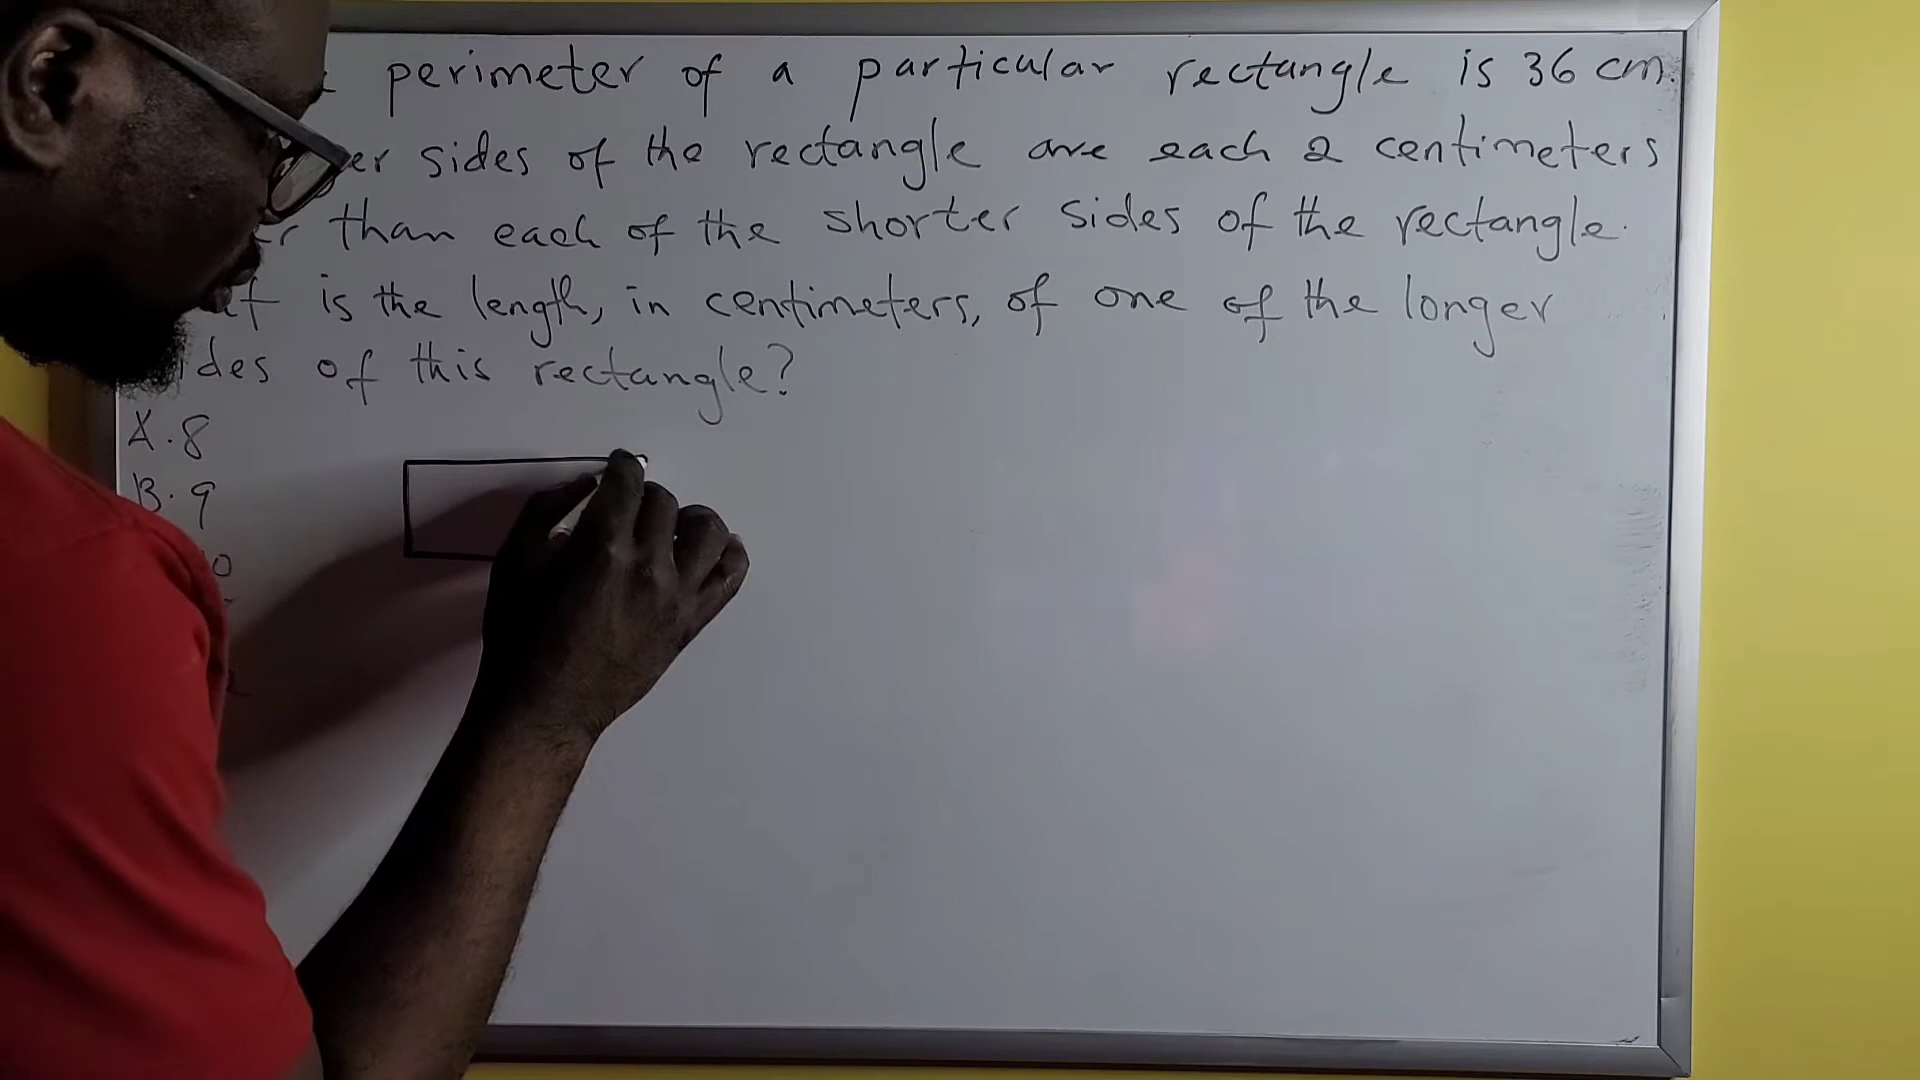 perimeter of a particular rectangle is 36 cm.
sides of the rectangle are each 2 centimeters
than each of the shorter sides of the rectangle.
is the length, in centimeters, of one of the longer
of this rectangle?
A. 8
B. 9